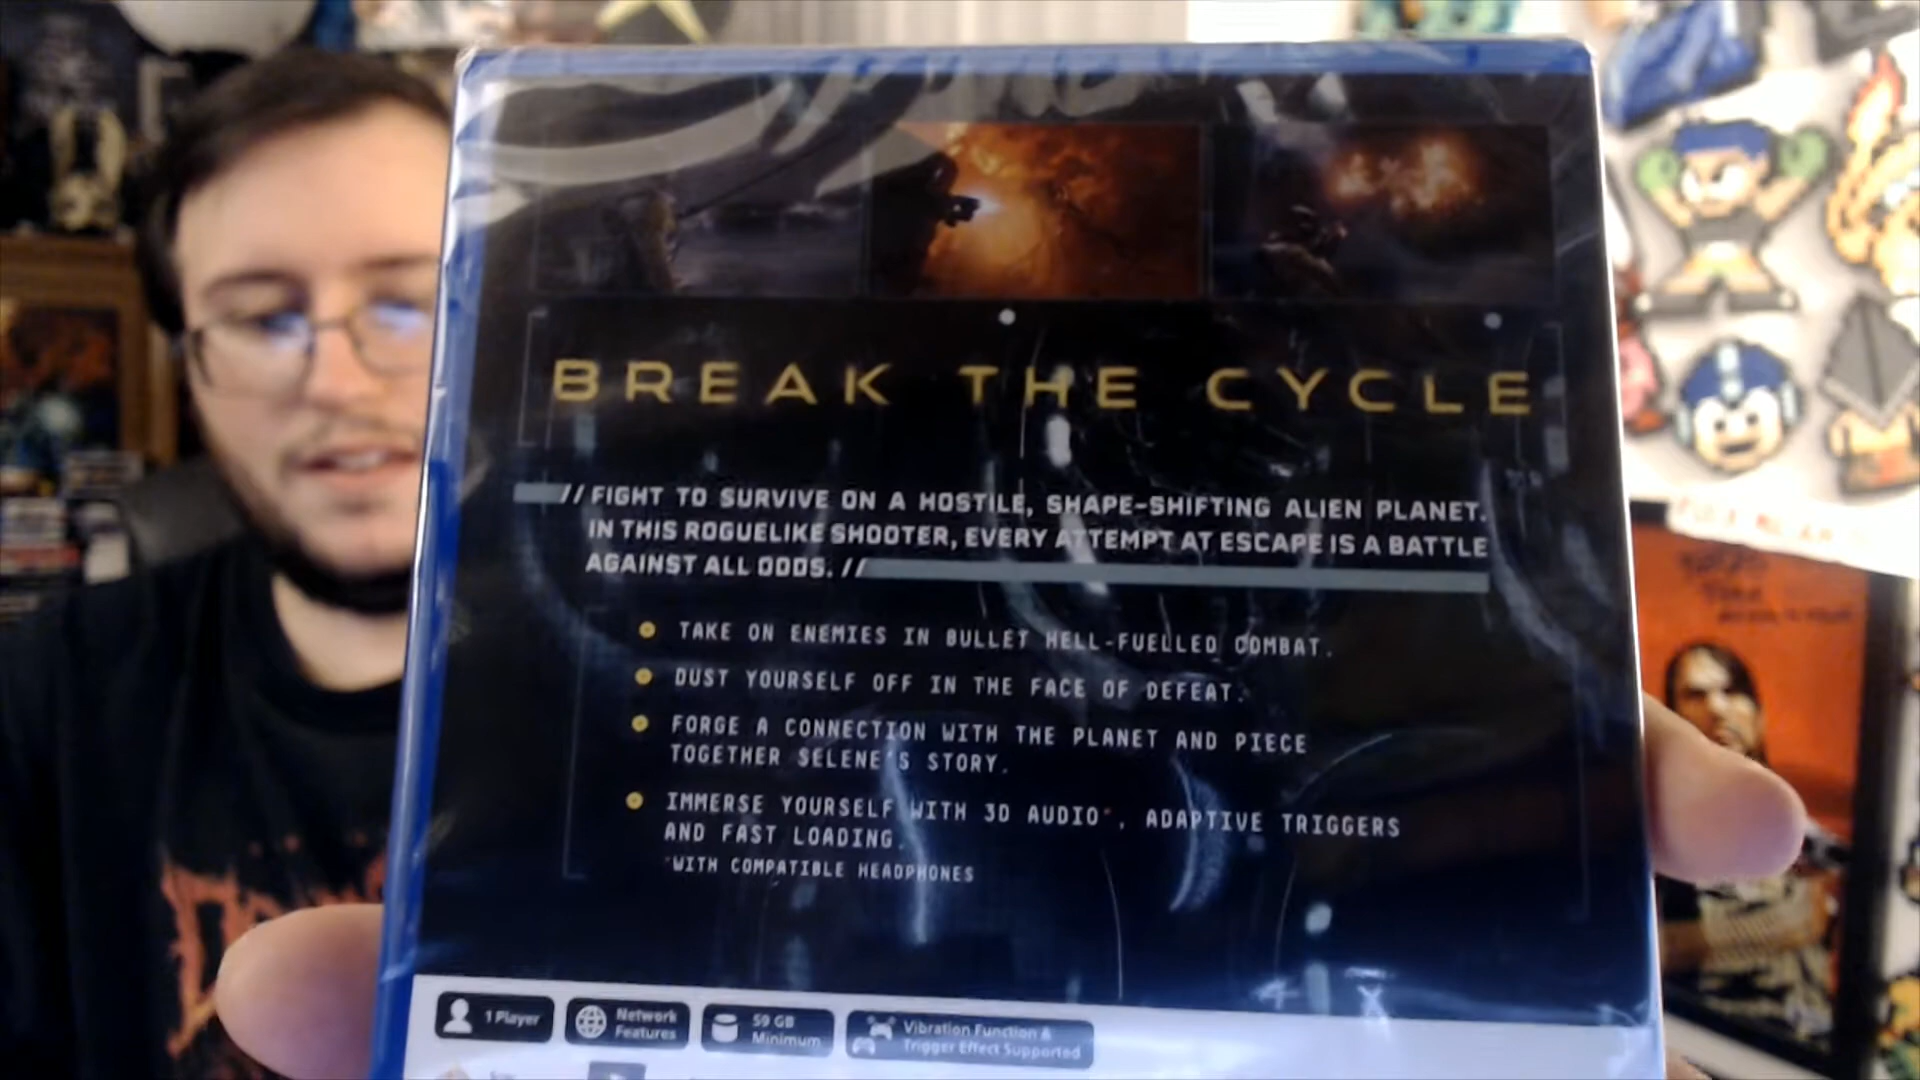 BREAK THE CYCLE
// FIGHT TO SURVIVE ON A HOSTILE, SHAPE-SHIFTING ALIEN PLANET.
IN THIS ROGUELIKE SHOOTER, EVERY ATTEMPT AT ESCAPE IS A BATTLE
AGAINST ALL ODDS. //
TAKE ON ENEMIES IN BULLET HELL-FUELLED COMBAT.
DUST YOURSELF OFF IN THE FACE OF DEFEAT.
FORGE A CONNECTION WITH THE PLANET AND PIECE
TOGETHER SELENE'S STORY.
IMMERSE YOURSELF WITH 3D AUDIO*, ADAPTIVE TRIGGERS
AND FAST LOADING.
*WITH COMPATIBLE HEADPHONES
1 Player
Network
Features
59 GB
Minimum
Vibration Function &
Trigger Effect Supported